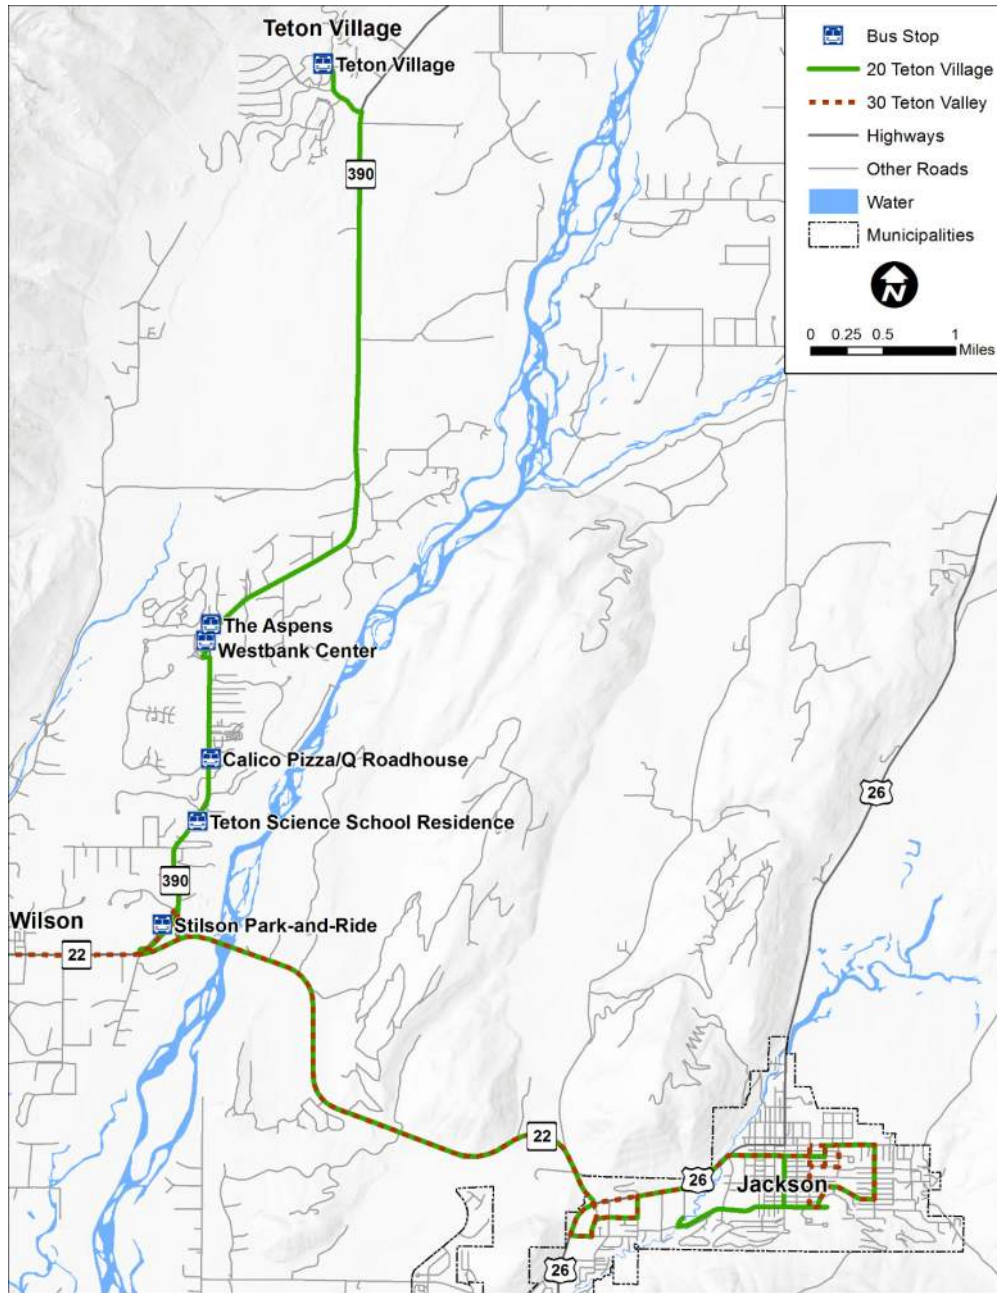 Teton Village
Teton Village
390
The Aspens
Westbank Center
Calico Pizza/Q Roadhouse
Teton Science School Residence
390
Wilson
Stilson Park-and-Ride
22
22
26
26
Jackson
26
Bus Stop
20 Teton Village
30 Teton Valley
Highways
Other Roads
Water
Municipalities
N
0 0.25 0.5 1
Miles